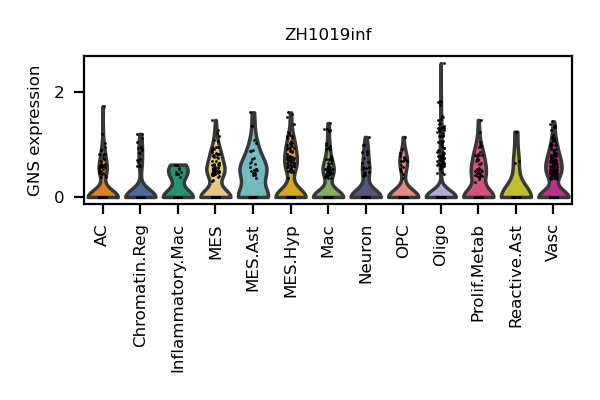 ZH1019inf
GNS expression
2
0
AC
Chromatin.Reg
Inflammatory.Mac
MES
MES.Ast
MES.Hyp
Mac
Neuron
OPC
Oligo
Prolif.Metab
Reactive.Ast
Vasc